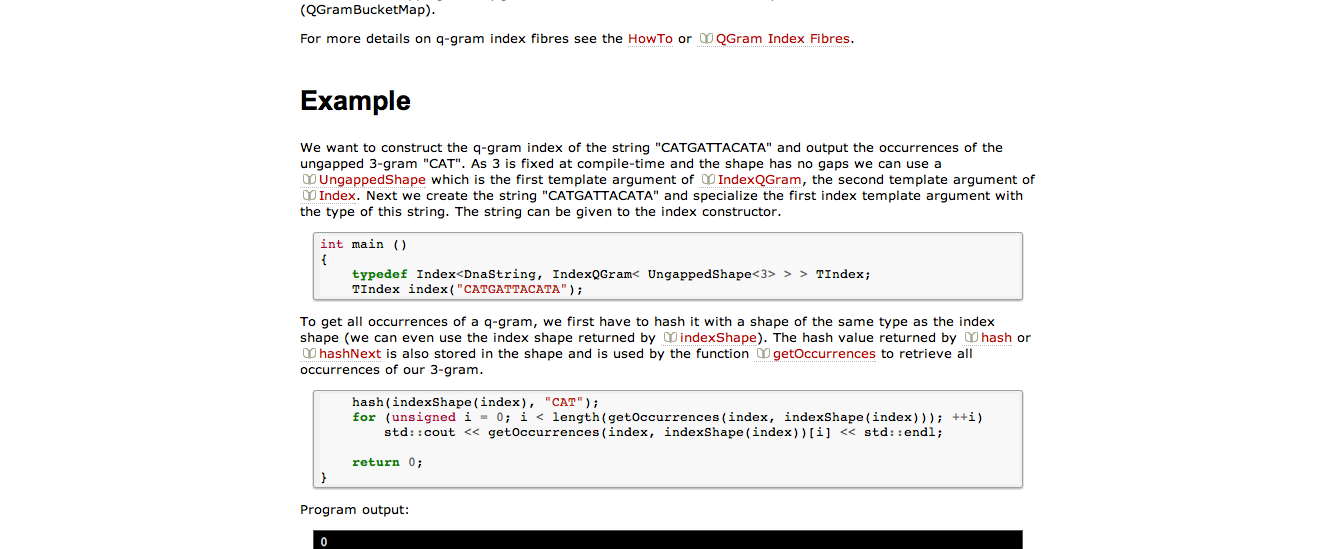 (QGramBucketMap).
For more details on q-gram index fibres see the HowTo or QGram Index Fibres.
Example
We want to construct the q-gram index of the string "CATGATTACATA" and output the occurrences of the
ungapped 3-gram "CAT". As 3 is fixed at compile-time and the shape has no gaps we can use a
UngappedShape which is the first template argument of IndexQGram, the second template argument of
Index. Next we create the string "CATGATTACATA" and specialize the first index template argument with
the type of this string. The string can be given to the index constructor.
int main ()
{
    typedef Index<DnaString, IndexQGram< UngappedShape<3> > > TIndex;
    TIndex index("CATGATTACATA");
To get all occurrences of a q-gram, we first have to hash it with a shape of the same type as the index
shape (we can even use the index shape returned by indexShape). The hash value returned by hash or
hashNext is also stored in the shape and is used by the function getOccurrences to retrieve all
occurrences of our 3-gram.
    hash(indexShape(index), "CAT");
    for (unsigned i = 0; i < length(getOccurrences(index, indexShape(index))); ++i)
        std::cout << getOccurrences(index, indexShape(index))[i] << std::endl;
    return 0;
}
Program output:
0